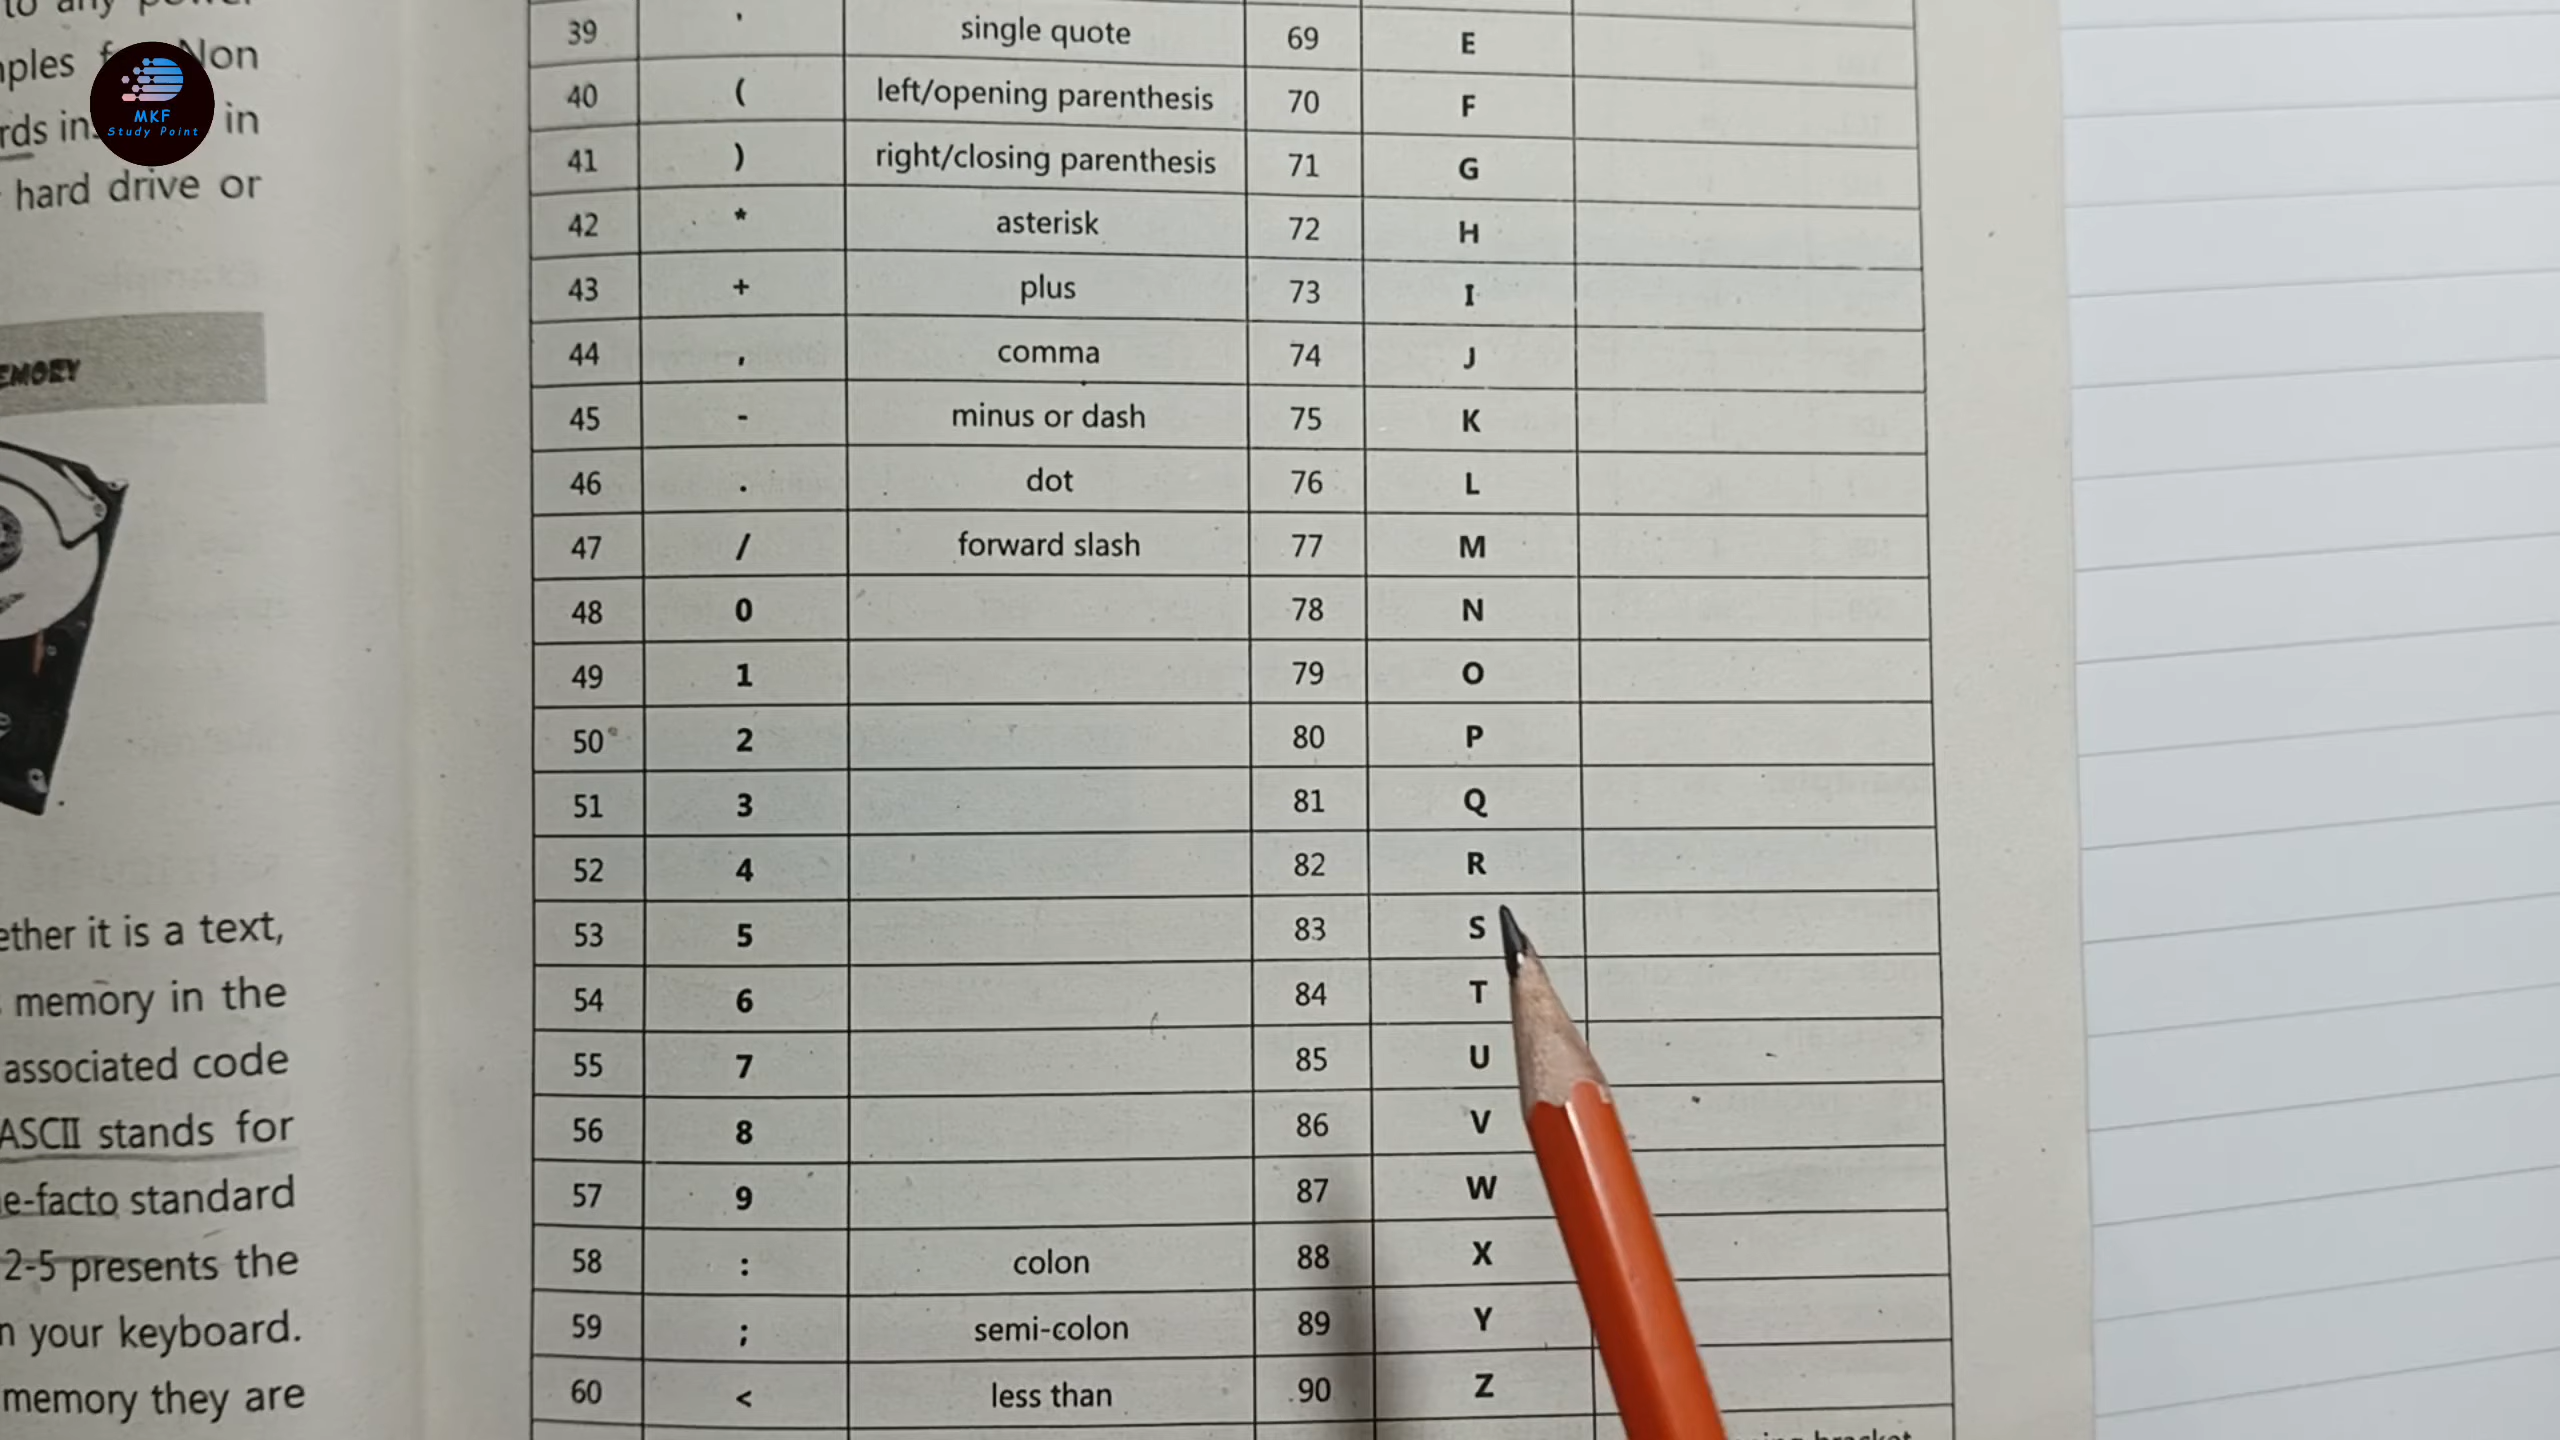 to any
Non
in
hard drive or
MKF
Study Point
ether it is a text,
memory in the
associated code
ASCII stands for
e-facto standard
2-5 presents the
n your keyboard.
memory they are
39 ' single quote 69 E
40 ( left/opening parenthesis 70 F
41 ) right/closing parenthesis 71 G
42 * asterisk 72 H
43 + plus 73 I
44 , comma 74 J
45 - minus or dash 75 K
46 . dot 76 L
47 / forward slash 77 M
48 0 78 N
49 1 79 O
50 2 80 P
51 3 81 Q
52 4 82 R
53 5 83 S
54 6 84 T
55 7 85 U
56 8 86 V
57 9 87 W
58 : colon 88 X
59 ; semi-colon 89 Y
60 < less than 90 Z